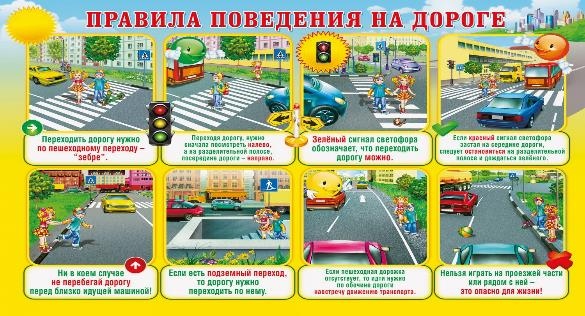 ПРАВИЛА ПОВЕДЕНИЯ НА ДОРОГЕ
Переходить дорогу нужно
по пешеходному переходу –
"зебре".
Переходя дорогу, нужно
сначала посмотреть налево,
а на разделительной полосе,
посредине дороги – направо.
Зелёный сигнал светофора
обозначает, что переходить
дорогу можно.
Если красный сигнал светофора
застал на середине дороги,
следует остановиться на разделительной
полосе и дождаться зелёного.
Ни в коем случае
не перебегай дорогу
перед близко идущей машиной!
Если есть подземный переход,
то дорогу нужно
переходить по нему.
Если пешеходная дорожка
отсутствует, то идти нужно
по обочине дороги
навстречу движению транспорта.
Нельзя играть на проезжей части
или рядом с ней –
это опасно для жизни!